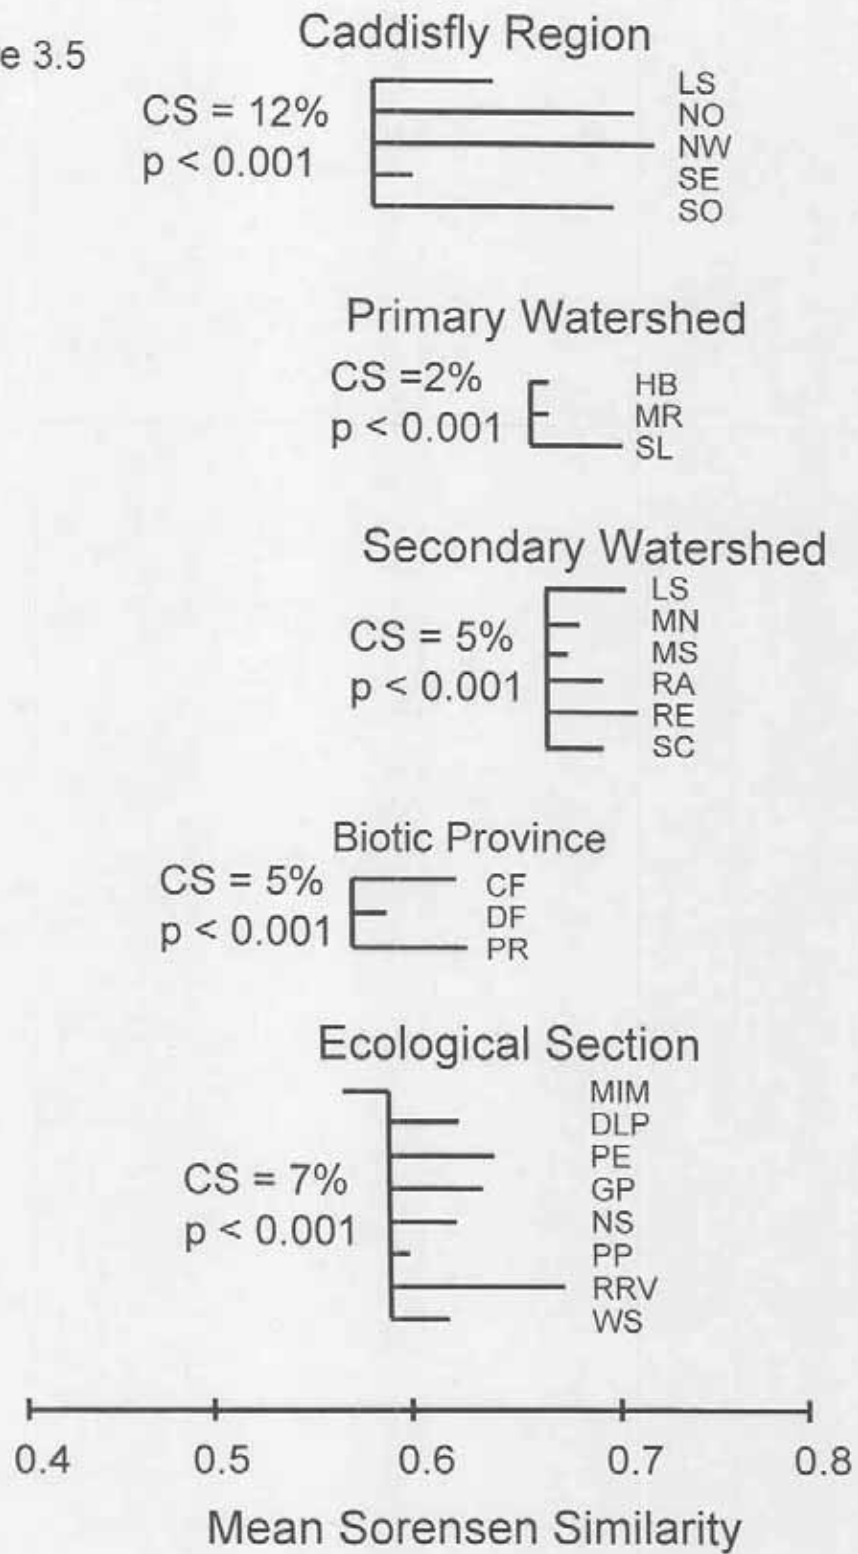 e 3.5
Caddisfly Region
CS = 12%
p < 0.001
LS
NO
NW
SE
SO
Primary Watershed
CS =2%
p < 0.001
HB
MR
SL
Secondary Watershed
CS = 5%
p < 0.001
LS
MN
MS
RA
RE
SC
Biotic Province
CS = 5%
p < 0.001
CF
DF
PR
Ecological Section
CS = 7%
p < 0.001
MIM
DLP
PE
GP
NS
PP
RRV
WS
0.4 0.5 0.6 0.7 0.8
Mean Sorensen Similarity